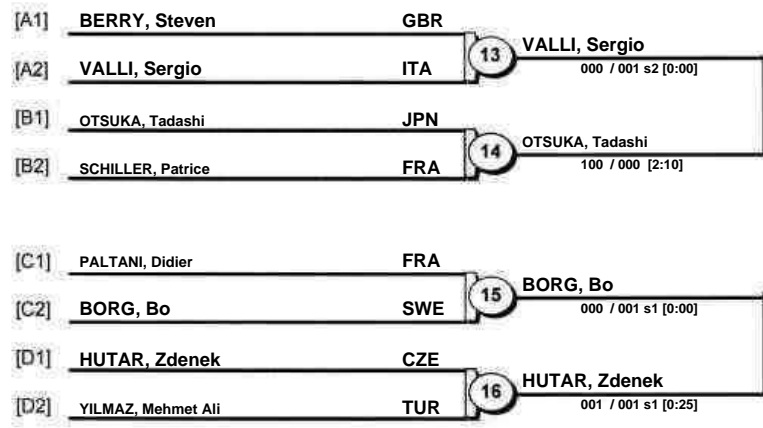 [A1] BERRY, Steven GBR
[A2] VALLI, Sergio ITA
13 VALLI, Sergio
000 / 001 s2 [0:00]
[B1] OTSUKA, Tadashi JPN
[B2] SCHILLER, Patrice FRA
14 OTSUKA, Tadashi
100 / 000 [2:10]
[C1] PALTANI, Didier FRA
[C2] BORG, Bo SWE
15 BORG, Bo
000 / 001 s1 [0:00]
[D1] HUTAR, Zdenek CZE
[D2] YILMAZ, Mehmet Ali TUR
16 HUTAR, Zdenek
001 / 001 s1 [0:25]